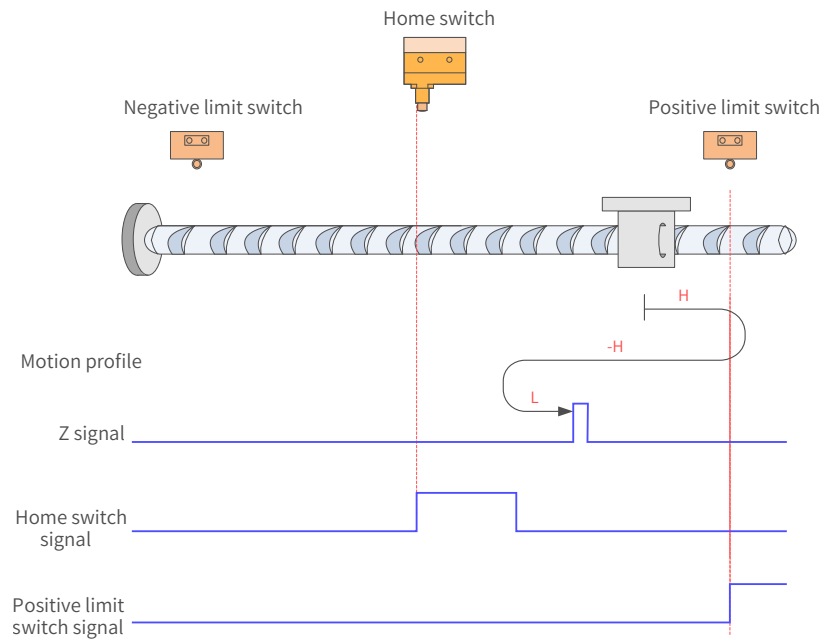 Home switch
Negative limit switch
Positive limit switch
H
Motion profile
-H
L
Z signal
Home switch
signal
Positive limit
switch signal